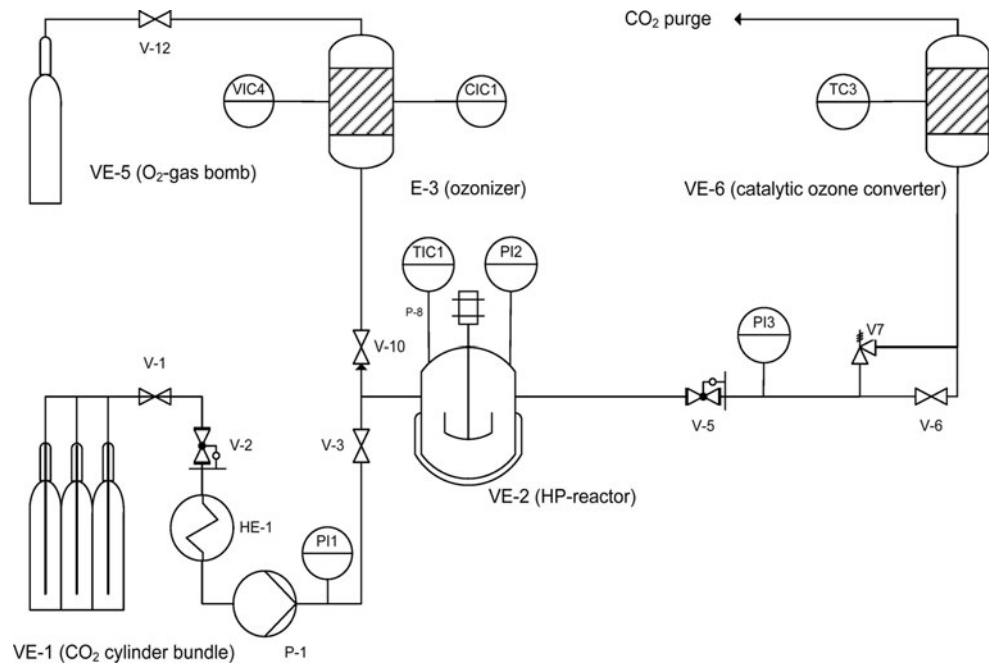 CO₂ purge
V-12
VIC4
CIC1
TC3
VE-5 (O₂-gas bomb)
E-3 (ozonizer)
VE-6 (catalytic ozone converter)
TIC1
PI2
P-8
PI3
V7
V-10
V-1
V-2
V-3
V-5
V-6
VE-2 (HP-reactor)
HE-1
PI1
VE-1 (CO₂ cylinder bundle)
P-1